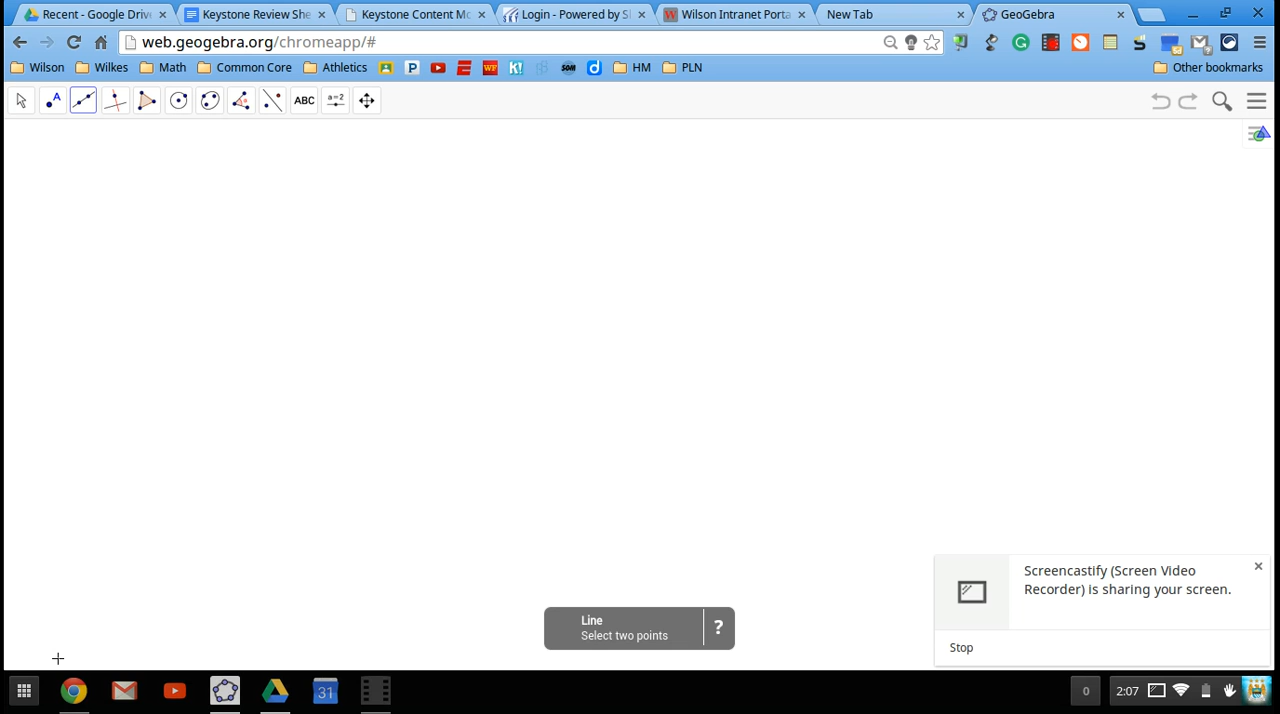 Recent - Google Driv
Keystone Review She
Keystone Content Mo
Login - Powered by S
Wilson Intranet Porta
New Tab
GeoGebra
web.geogebra.org/chromeapp/#
Wilson
Wilkes
Math
Common Core
Athletics
HM
PLN
Other bookmarks
ABC
a=2
Line
Select two points
?
Screencastify (Screen Video
Recorder) is sharing your screen.
Stop
31
0
2:07